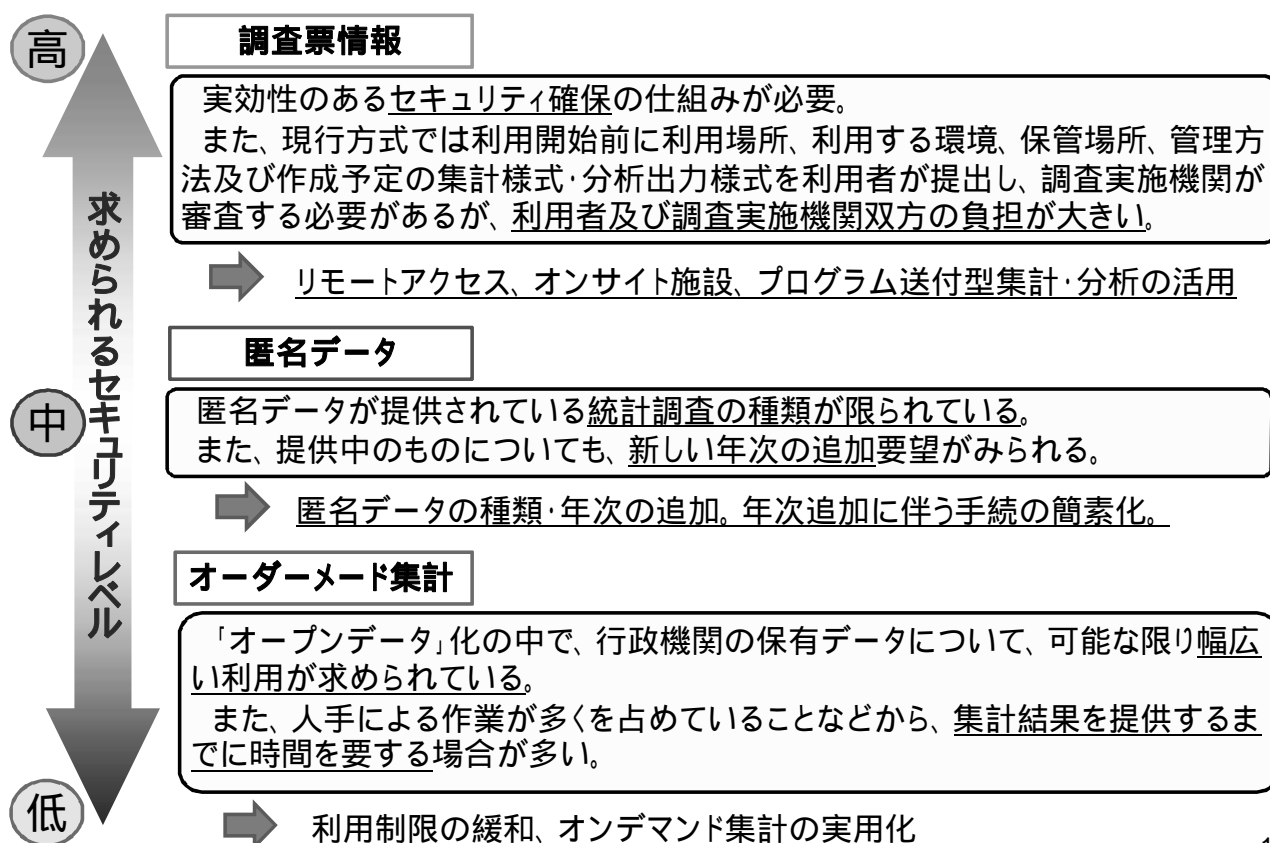 高
調査票情報
実効性のあるセキュリティ確保の仕組みが必要。
また、現行方式では利用開始前に利用場所、利用する環境、保管場所、管理方
法及び作成予定の集計様式・分析出力様式を利用者が提出し、調査実施機関が
審査する必要があるが、利用者及び調査実施機関双方の負担が大きい。
リモートアクセス、オンサイト施設、プログラム送付型集計・分析の活用
求められるセキュリティレベル
匿名データ
中
匿名データが提供されている統計調査の種類が限られている。
また、提供中のものについても、新しい年次の追加要望がみられる。
匿名データの種類・年次の追加。年次追加に伴う手続の簡素化。
オーダーメード集計
「オープンデータ」化の中で、行政機関の保有データについて、可能な限り幅広
い利用が求められている。
また、人手による作業が多くを占めていることなどから、集計結果を提供するま
でに時間を要する場合が多い。
低
利用制限の緩和、オンデマンド集計の実用化